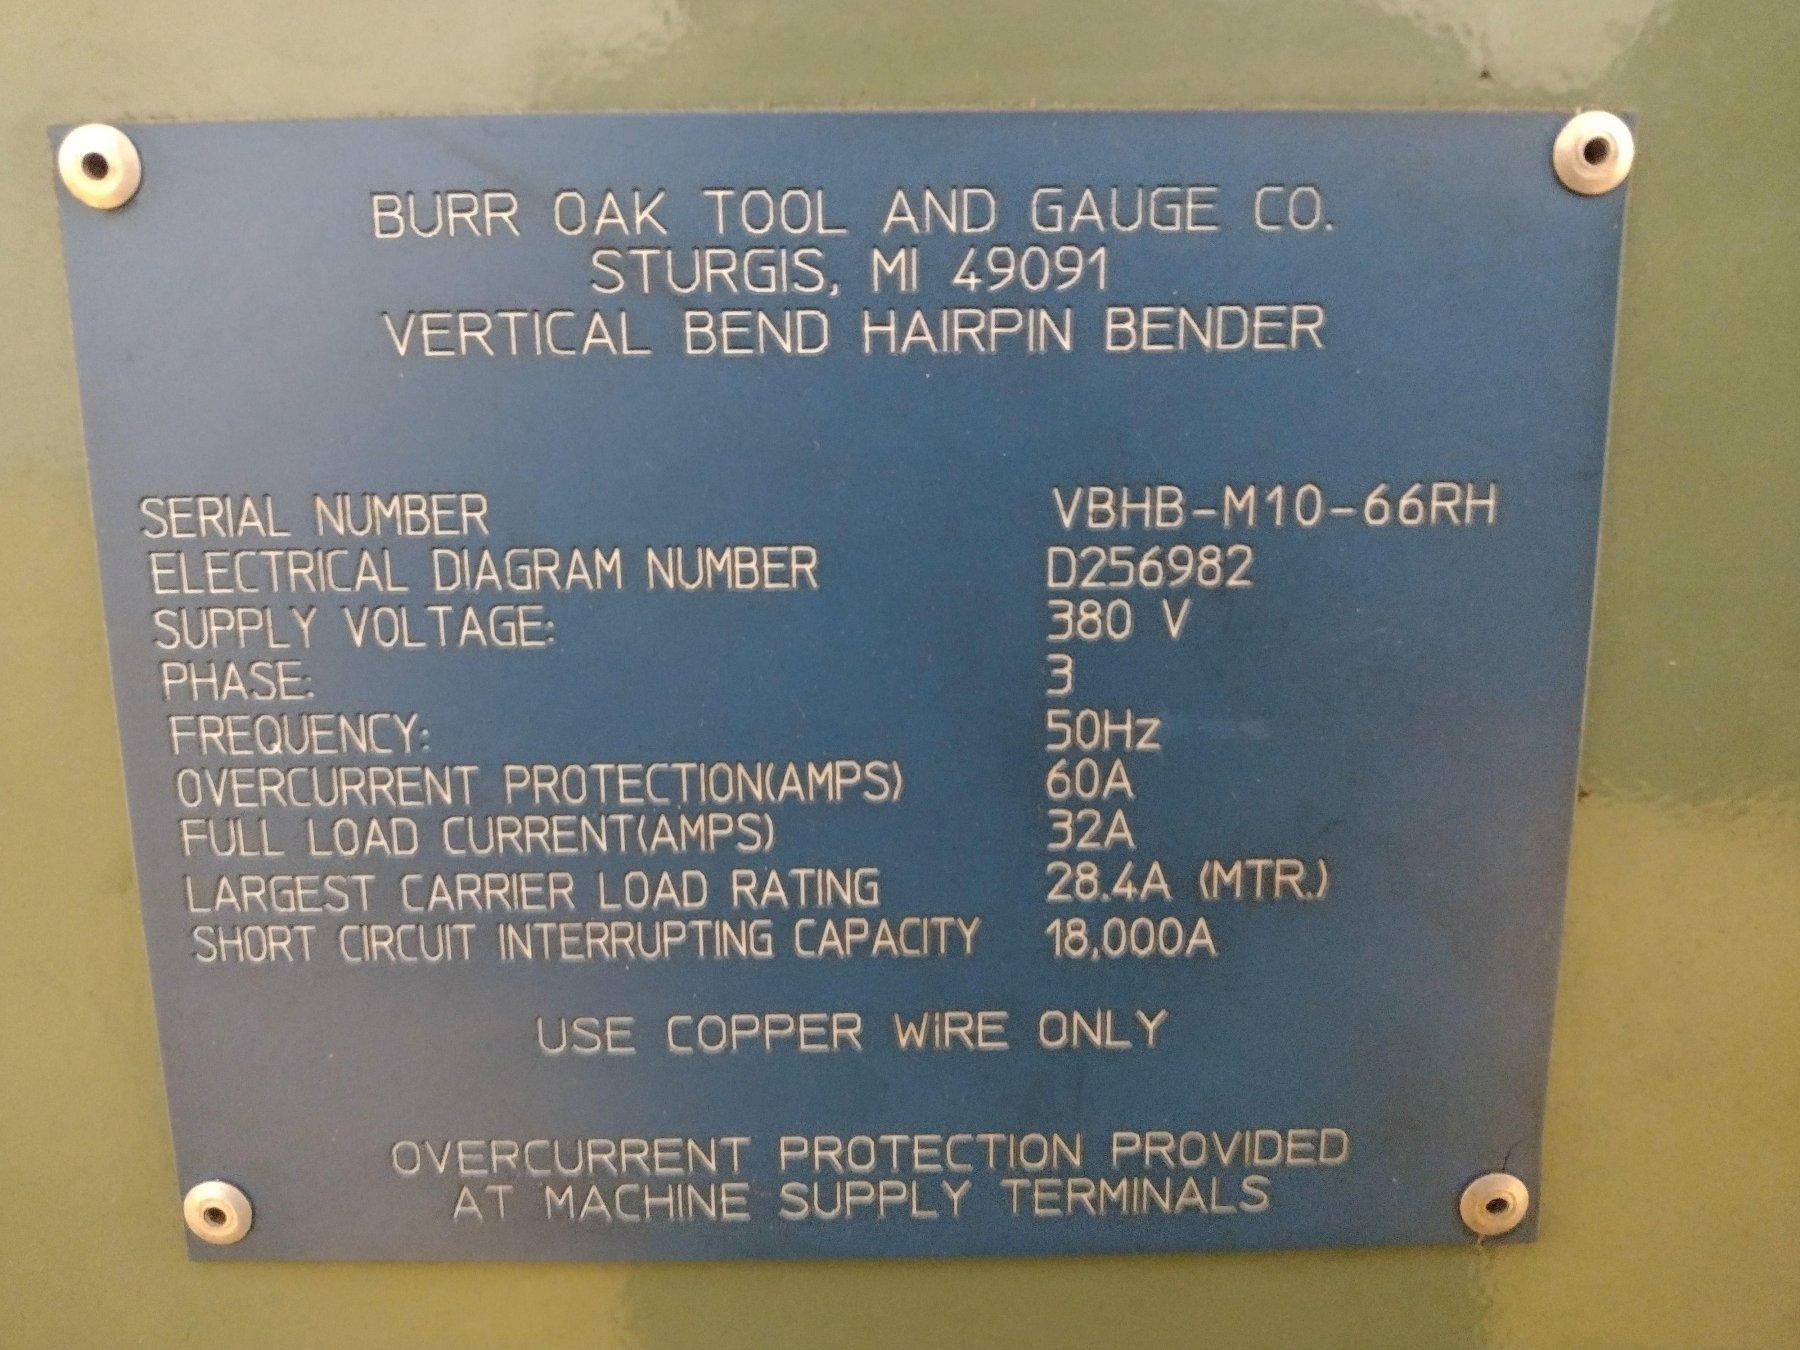 BURR OAK TOOL AND GAUGE CO.
STURGIS, MI 49091
VERTICAL BEND HAIRPIN BENDER
SERIAL NUMBER VBHB-M10-66RH
ELECTRICAL DIAGRAM NUMBER D256982
SUPPLY VOLTAGE: 380 V
PHASE: 3
FREQUENCY: 50Hz
OVERCURRENT PROTECTION(AMPS) 60A
FULL LOAD CURRENT(AMPS) 32A
LARGEST CARRIER LOAD RATING 28.4A (MTR.)
SHORT CIRCUIT INTERRUPTING CAPACITY 18,000A
USE COPPER WiRE ONLY
OVERCURRENT PROTECTION PROVIDED
AT MACHINE SUPPLY TERMINALS